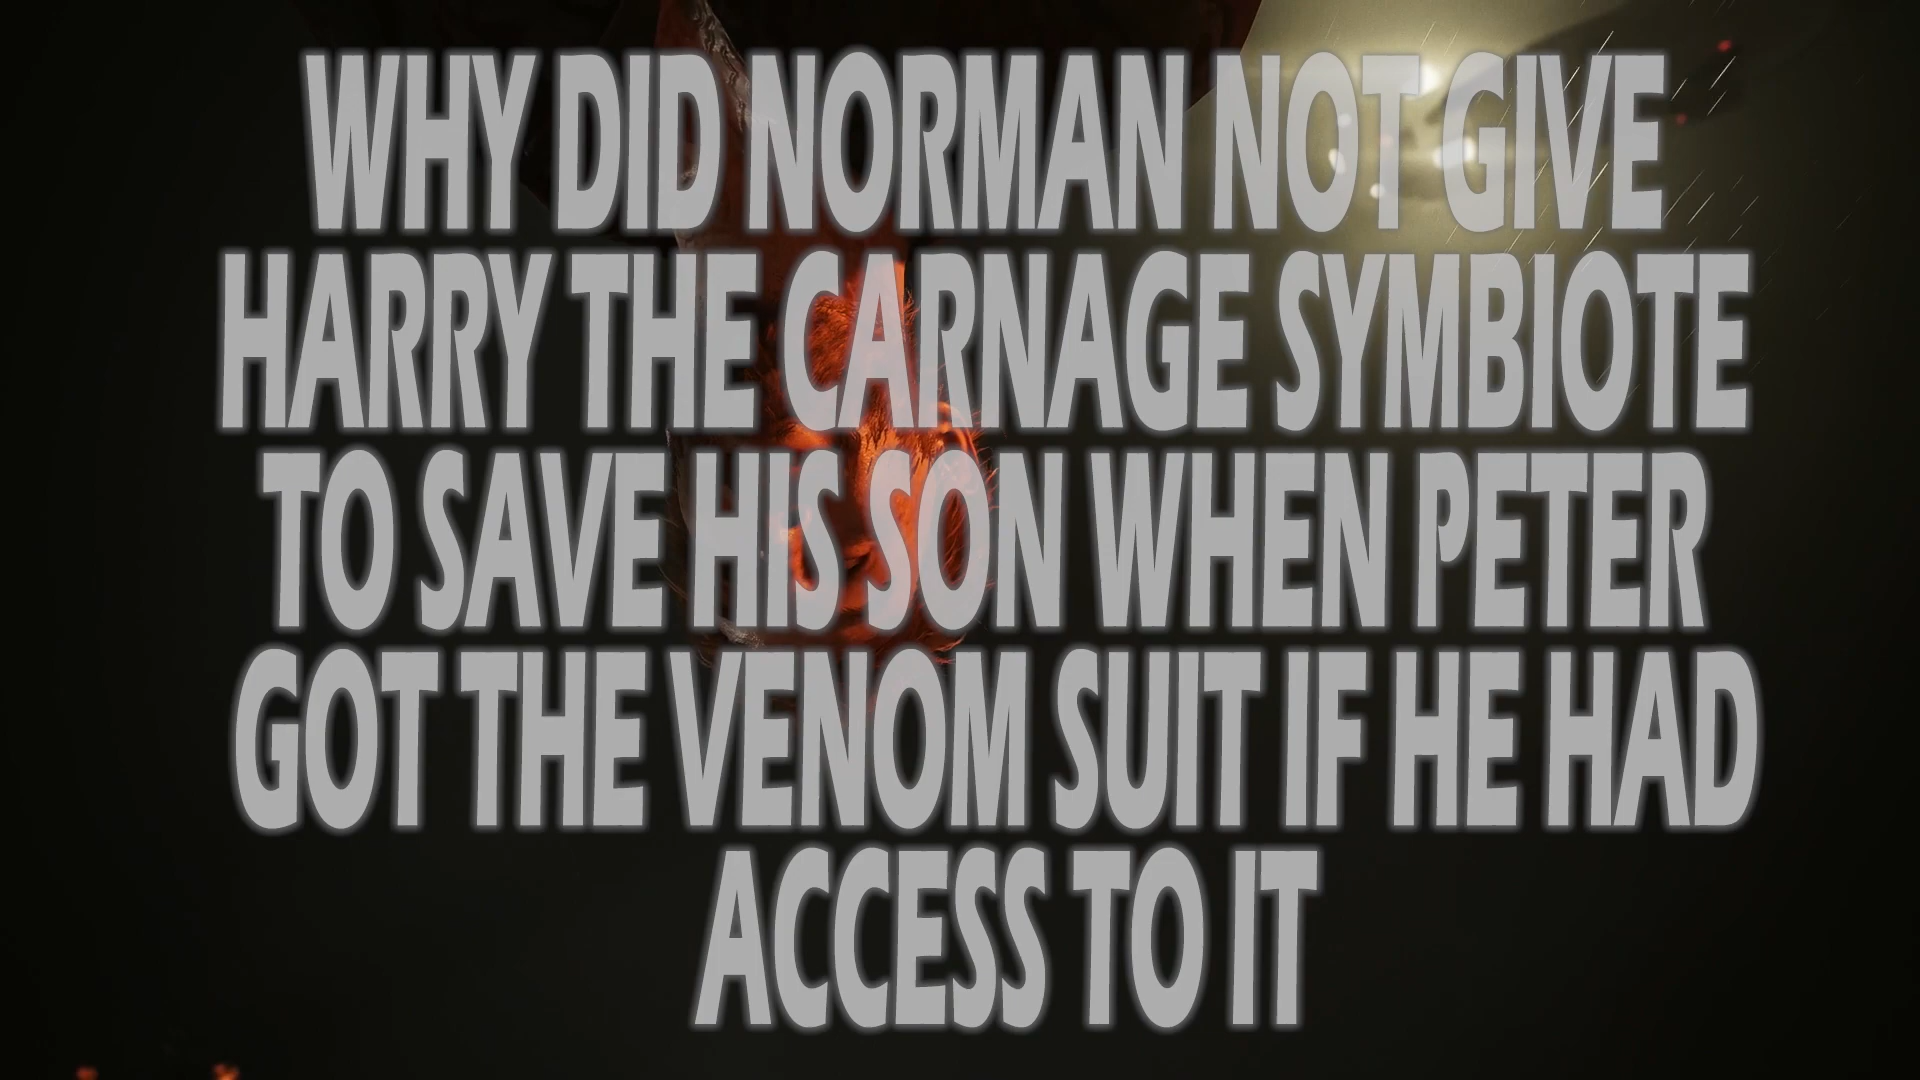 WHY DID NORMAN NOT GIVE
HARRY THE CARNAGE SYMBIOTE
TO SAVE HIS SON WHEN PETER
GOT THE VENOM SUIT IF HE HAD
ACCESS TO IT